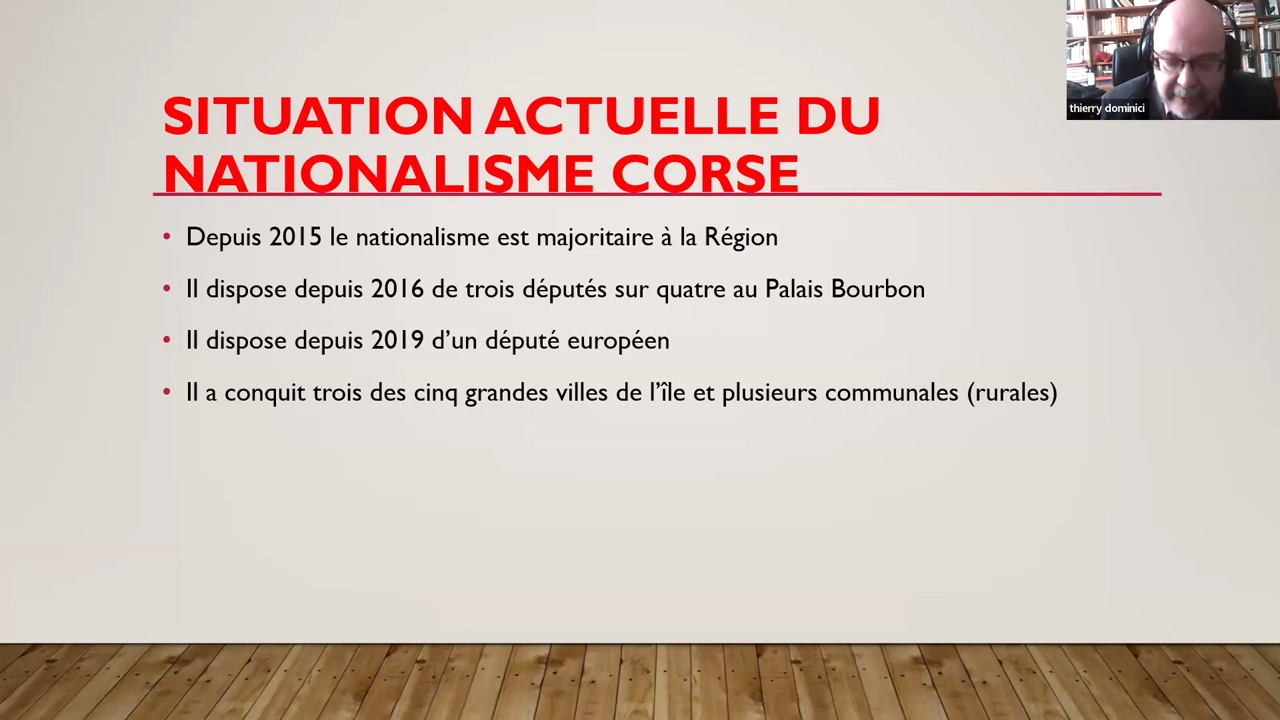 thierry dominici
SITUATION ACTUELLE DU
NATIONALISME CORSE
• Depuis 2015 le nationalisme est majoritaire à la Région
• Il dispose depuis 2016 de trois députés sur quatre au Palais Bourbon
• Il dispose depuis 2019 d’un député européen
• Il a conquit trois des cinq grandes villes de l’île et plusieurs communales (rurales)